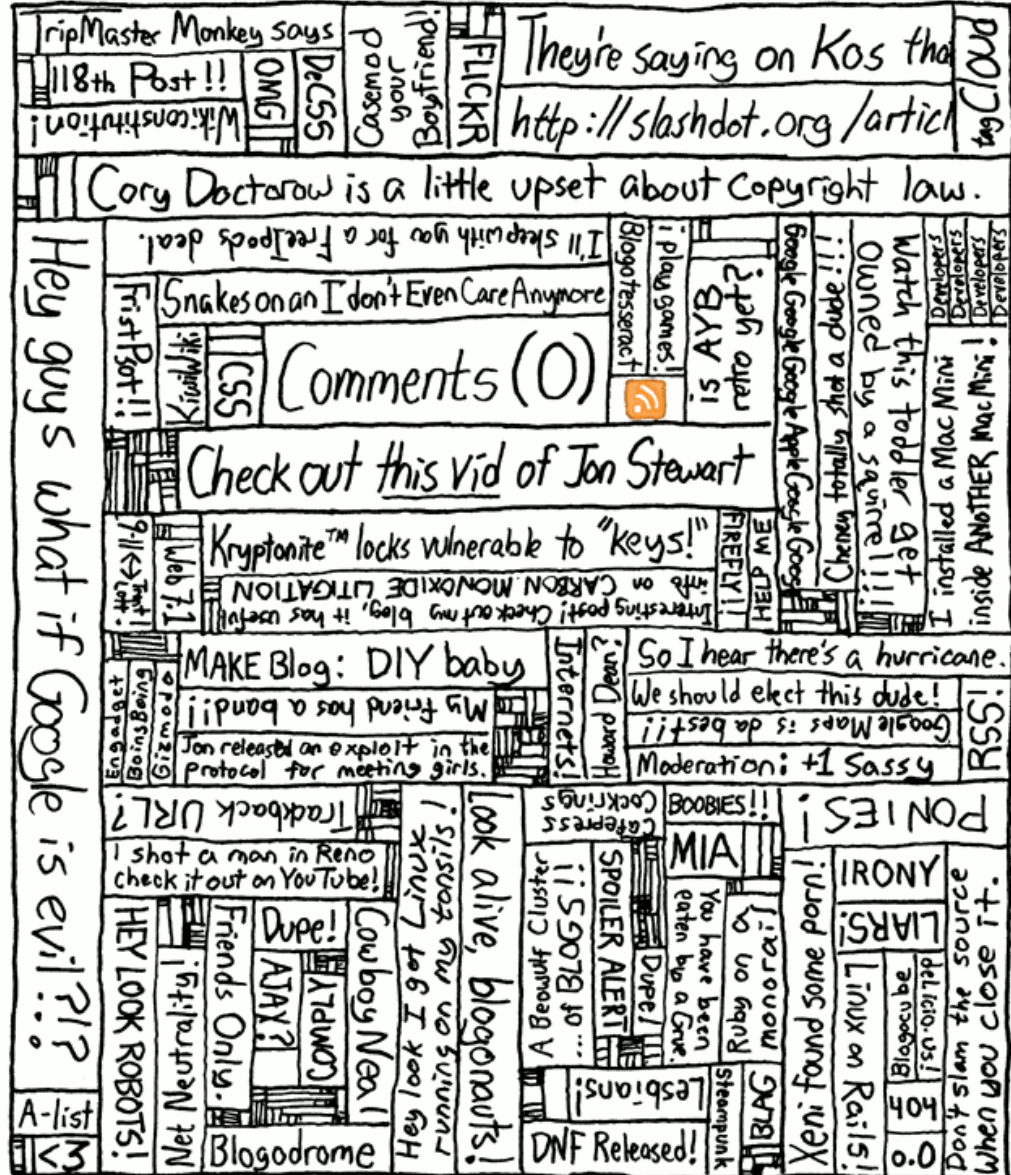 TripMaster Monkey says
118th Post!!
Wikiconstitution!
OMG
DeCSS
Casemod
your
Boyfriend!
FLICKR
They're saying on Kos tha
http://slashdot.org/articl
tag Cloud
Cory Doctorow is a little upset about copyright law.
Hey guys what if Google is evil?!?...
I'll sleep with you for a FreeIpods deal.
Snakes on an I don't Even Care Anymore
Frist Psot!!
KiwiWiki
CSS
Comments (0)
Blogotesseract
i play games!
is AYB
retro yet?
Google Google Google Google Apple Google Google
Cheney totally shot a dude!!!
Watch this toddler get
Owned by a squirrel!!!
Developers
Developers
Developers
Developers
I installed a Mac Mini
inside ANOTHER Mac Mini!
Check out this vid of Jon Stewart
9-11 <-> Trent
Lott!
Web 7.1
Kryptonite™ locks vulnerable to "keys!"
Interesting post! Check out my blog, it has useful
info on CARBON MONOXIDE LITIGATION
FIREFLY!!
HELP ME
Engadget
BoingBoing
Gizmodo
MAKE Blog: DIY baby
My friend has a band!!
Jon released an exploit in the
protocol for meeting girls.
Internets!
Howard Dean?
So I hear there's a hurricane.
We should elect this dude!
Google Maps is da best!!
Moderation: +1 Sassy
RSS!
Trackback URL?
I shot a man in Reno
check it out on YouTube!
HEY LOOK ROBOTS!
Net Neutrality!
Friends Only.
Dupe!
AJAX?
COMPLY
Cowboy Neal
Blogodrome
Hey look I got Linux
running on my toaster!
Look alive, blogonauts!
Cafepress
Cockrings
A Beowulf Cluster
... of BLOGS!!
SPOILER ALERT!
Dupe!
BOOBIES!!
MIA
You have been
eaten by a Grue.
Ruby on a
monorail
Lesbians!
DNF Released!
Steampunk
BLAG
PONIES!
Xeni found some porn!
IRONY
LIARS!
Linux on Rails!
Blogocube
del.icio.us!
404
o.o
Don't slam the source
when you close it.
A-list
<3